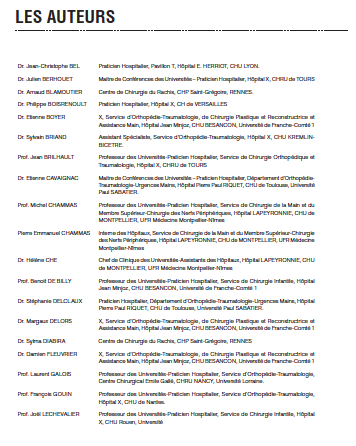 LES AUTEURS
Dr. Jean-Christophe BEL Praticien Hospitalier, Pavillon T, Hôpital E. HERRIOT, CHU LYON.
Dr. Julien BERHOUET Maitre de Conférences des Universités – Praticien Hospitalier, Hôpital X, CHRU de TOURS
Dr. Arnaud BLAMOUTIER Centre de Chirurgie du Rachis, CHP Saint-Grégoire, RENNES.
Dr. Philippe BOISRENOULT Praticien Hospitalier, Hôpital X, CH de VERSAILLES
Dr. Etienne BOYER X, Service d'Orthopédie-Traumatologie, de Chirurgie Plastique et Reconstructrice et
Assistance Main, Hôpital Jean Minjoz, CHU BESANCON, Université de Franche-Comté 1
Dr. Sylvain BRIAND Assistant Spécialiste, Service d'Orthopédie-Traumatologie, Hôpital X, CHU KREMLIN-
BICETRE.
Prof. Jean BRILHAULT Professeur des Universités-Praticien Hospitalier, Service de Chirurgie Orthopédique et
Traumatologie, Hôpital X, CHRU de TOURS
Dr. Etienne CAVAIGNAC Maitre de Conférences des Universités – Praticien Hospitalier, Département d'Orthopédie-
Traumatologie-Urgences Mains, Hôpital Pierre Paul RIQUET, CHU de Toulouse, Université
Paul SABATIER.
Prof. Michel CHAMMAS Professeur des Universités-Praticien Hospitalier, Service de Chirurgie de la Main et du
Membre Supérieur-Chirurgie des Nerfs Périphériques, Hôpital LAPEYRONNIE, CHU de
MONTPELLIER, UFR Médecine Montpellier-Nîmes
Pierre Emmanuel CHAMMAS Interne des Hôpitaux, Service de Chirurgie de la Main et du Membre Supérieur-Chirurgie
des Nerfs Périphériques, Hôpital LAPEYRONNIE, CHU de MONTPELLIER, UFR Médecine
Montpellier-Nîmes
Dr. Hélène CHE Chef de Clinique des Universités-Assistants des Hôpitaux, Hôpital LAPEYRONNIE, CHU
de MONTPELLIER, UFR Médecine Montpellier-Nîmes
Prof. Benoit DE BILLY Professeur des Universités-Praticien Hospitalier, Service de Chirurgie Infantile, Hôpital
Jean Minjoz, CHU BESANCON, Université de Franche-Comté 1
Dr. Stéphanie DELCLAUX Praticien Hospitalier, Département d'Orthopédie-Traumatologie-Urgences Mains, Hôpital
Pierre Paul RIQUET, CHU de Toulouse, Université Paul SABATIER.
Dr. Margaux DELORS X, Service d'Orthopédie-Traumatologie, de Chirurgie Plastique et Reconstructrice et
Assistance Main, Hôpital Jean Minjoz, CHU BESANCON, Université de Franche-Comté 1
Dr. Sylma DIABIRA Centre de Chirurgie du Rachis, CHP Saint-Grégoire, RENNES
Dr. Damien FLEUVRIER X, Service d'Orthopédie-Traumatologie, de Chirurgie Plastique et Reconstructrice et
Assistance Main, Hôpital Jean Minjoz, CHU BESANCON, Université de Franche-Comté 1
Prof. Laurent GALOIS Professeur des Universités-Praticien Hospitalier, Service d'Orthopédie-Traumatologie,
Centre Chirurgical Emile Gallé, CHRU NANCY, Université Lorraine.
Prof. François GOUIN Professeur des Universités-Praticien Hospitalier, Service d'Orthopédie-Traumatologie,
Hôpital X, CHU de Nantes.
Prof. Joël LECHEVALIER Professeur des Universités-Praticien Hospitalier, Service de Chirurgie Infantile, Hôpital
X, CHU Rouen, Université